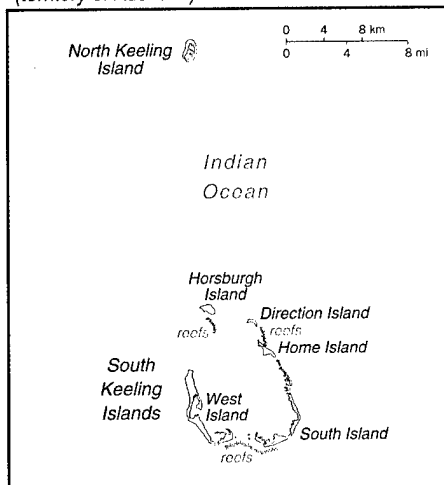 North Keeling
Island
0 4 8 km
0 4 8 mi
Indian
Ocean
Horsburgh
Island
reefs
Direction Island
reefs
Home Island
South
Keeling
Islands
West
Island
South Island
reefs